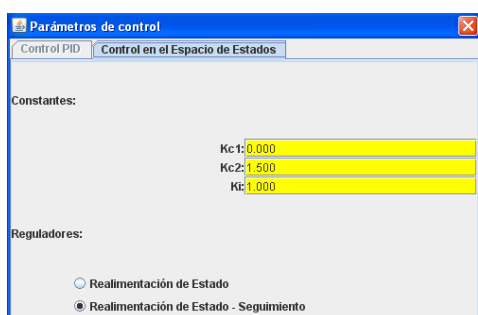 Parámetros de control
Control PID Control en el Espacio de Estados
Constantes:
Kc1: 0.000
Kc2: 1.500
Ki: 1.000
Reguladores:
Realimentación de Estado
Realimentación de Estado - Seguimiento